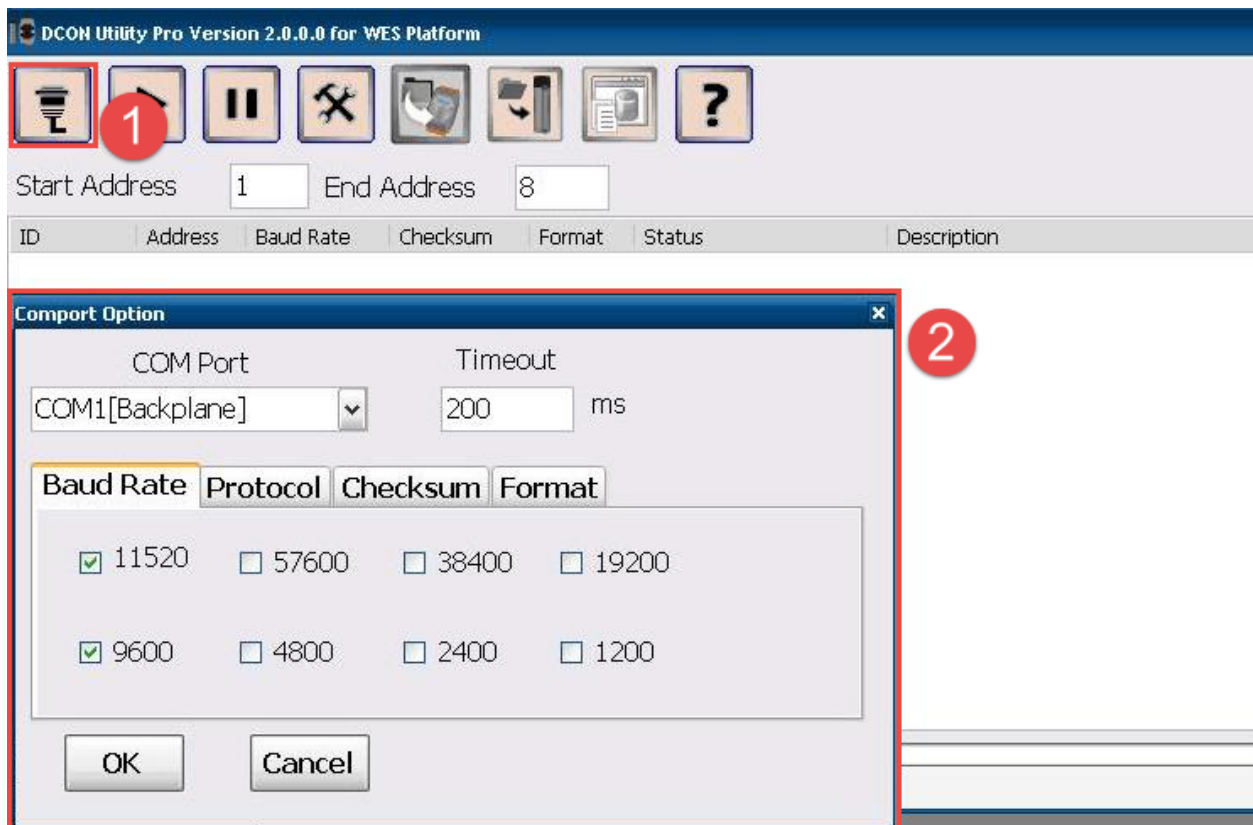 DCON Utility Pro Version 2.0.0.0 for WES Platform
1
?
Start Address 1 End Address 8
ID Address Baud Rate Checksum Format Status Description
Comport Option
2
COM Port Timeout
COM1[Backplane] 200 ms
Baud Rate Protocol Checksum Format
11520 57600 38400 19200
9600 4800 2400 1200
OK Cancel